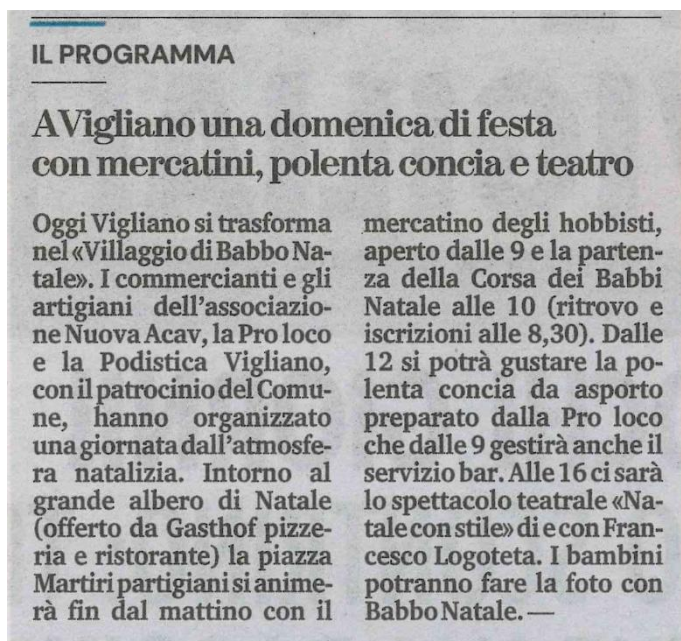 IL PROGRAMMA
A Vigliano una domenica di festa
con mercatini, polenta concia e teatro
Oggi Vigliano si trasforma
nel «Villaggio di Babbo Na-
tale». I commercianti e gli
artigiani dell'associazio-
ne Nuova Acav, la Pro loco
e la Podistica Vigliano,
con il patrocinio del Comu-
ne, hanno organizzato
una giornata dall'atmosfe-
ra natalizia. Intorno al
grande albero di Natale
(offerto da Gasthof pizze-
ria e ristorante) la piazza
Martiri partigiani si anime-
rà fin dal mattino con il
mercatino degli hobbisti,
aperto dalle 9 e la parten-
za della Corsa dei Babbi
Natale alle 10 (ritrovo e
iscrizioni alle 8,30). Dalle
12 si potrà gustare la po-
lenta concia da asporto
preparato dalla Pro loco
che dalle 9 gestirà anche il
servizio bar. Alle 16 ci sarà
lo spettacolo teatrale «Na-
tale con stile» di e con Fran-
cesco Logoteta. I bambini
potranno fare la foto con
Babbo Natale. —